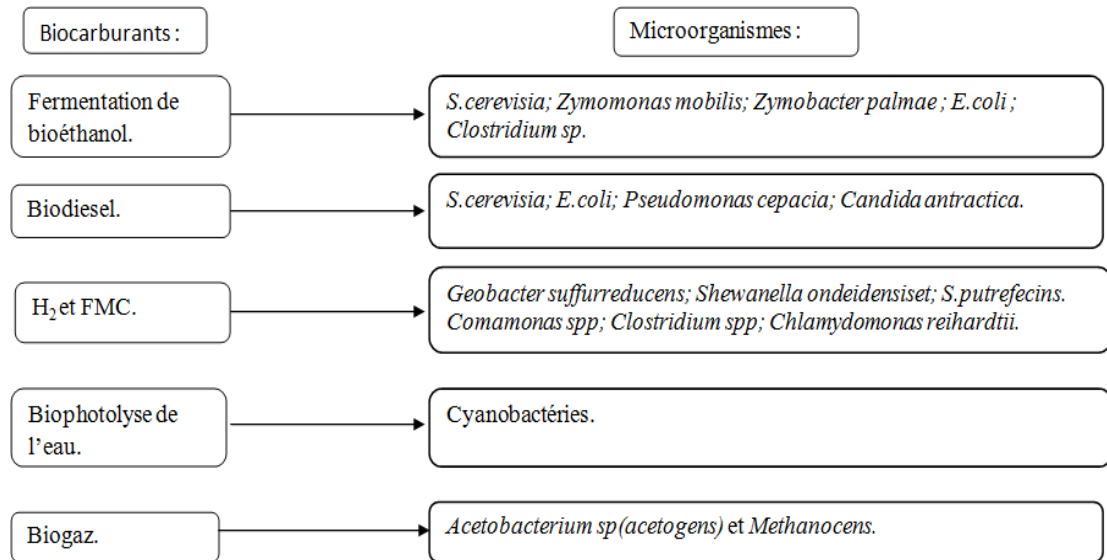 Biocarburants :
Microorganismes :
Fermentation de
bioéthanol.
S.cerevisia; Zymomonas mobilis; Zymobacter palmae ; E.coli ;
Clostridium sp.
Biodiesel.
S.cerevisia; E.coli; Pseudomonas cepacia; Candida antractica.
H₂ et FMC.
Geobacter suffurreducens; Shewanella ondeidensiset; S.putrefecins.
Comamonas spp; Clostridium spp; Chlamydomonas reihardtii.
Biophotolyse de
l’eau.
Cyanobactéries.
Biogaz.
Acetobacterium sp(acetogens) et Methanocens.